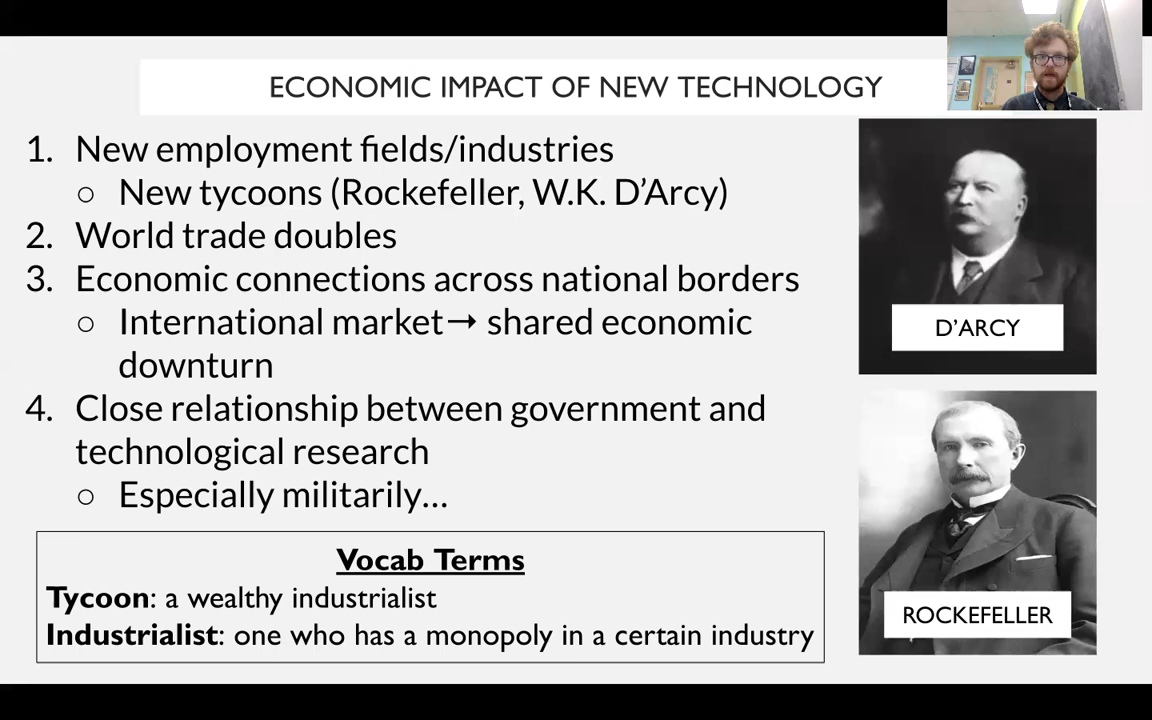 ECONOMIC IMPACT OF NEW TECHNOLOGY
1. New employment fields/industries
○ New tycoons (Rockefeller, W.K. D’Arcy)
2. World trade doubles
3. Economic connections across national borders
○ International market→ shared economic
downturn
4. Close relationship between government and
technological research
○ Especially militarily...
Vocab Terms
Tycoon: a wealthy industrialist
Industrialist: one who has a monopoly in a certain industry
D’ARCY
ROCKEFELLER